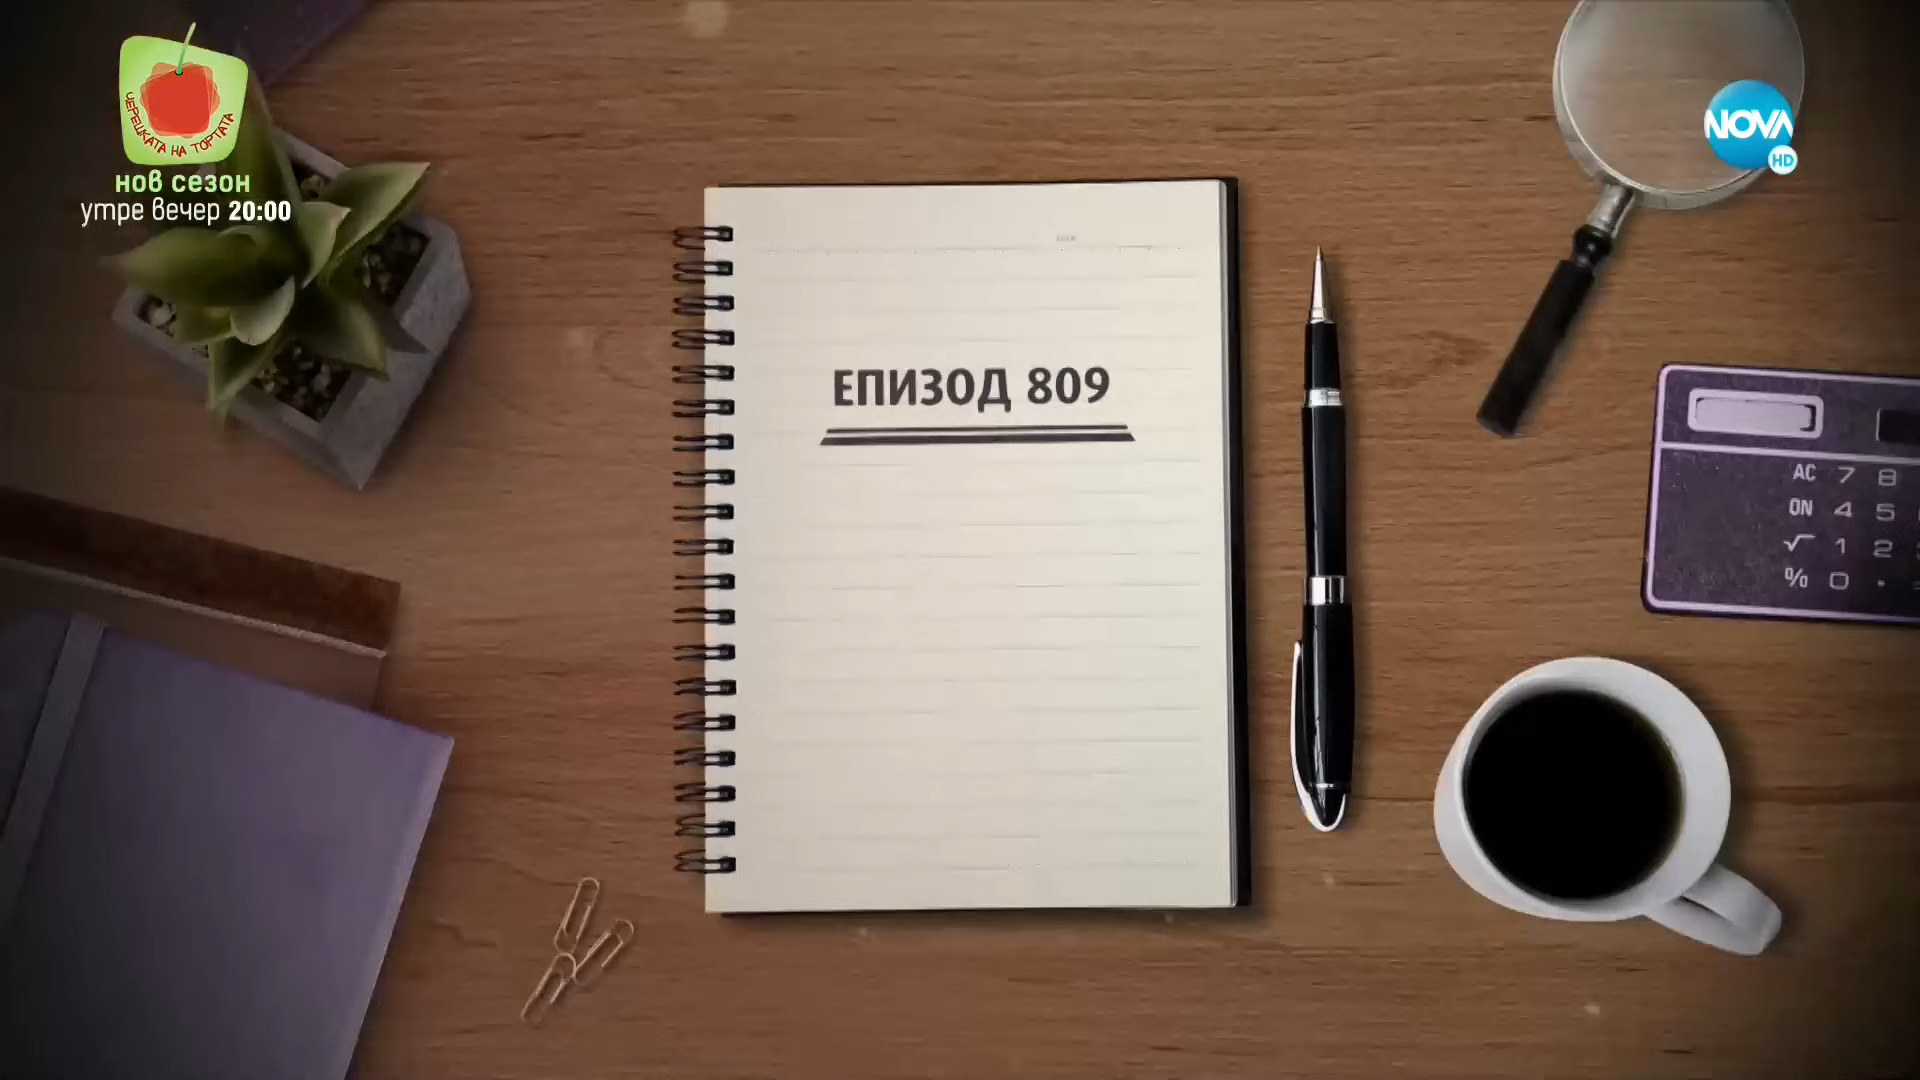 ЧЕРЕШКАТА НА ТОРТАТА
нов сезон
утре вечер 20:00
NOVA
HD
ЕПИЗОД 809
AC 7 8
ON 4 5
√ 1 2
% 0 .